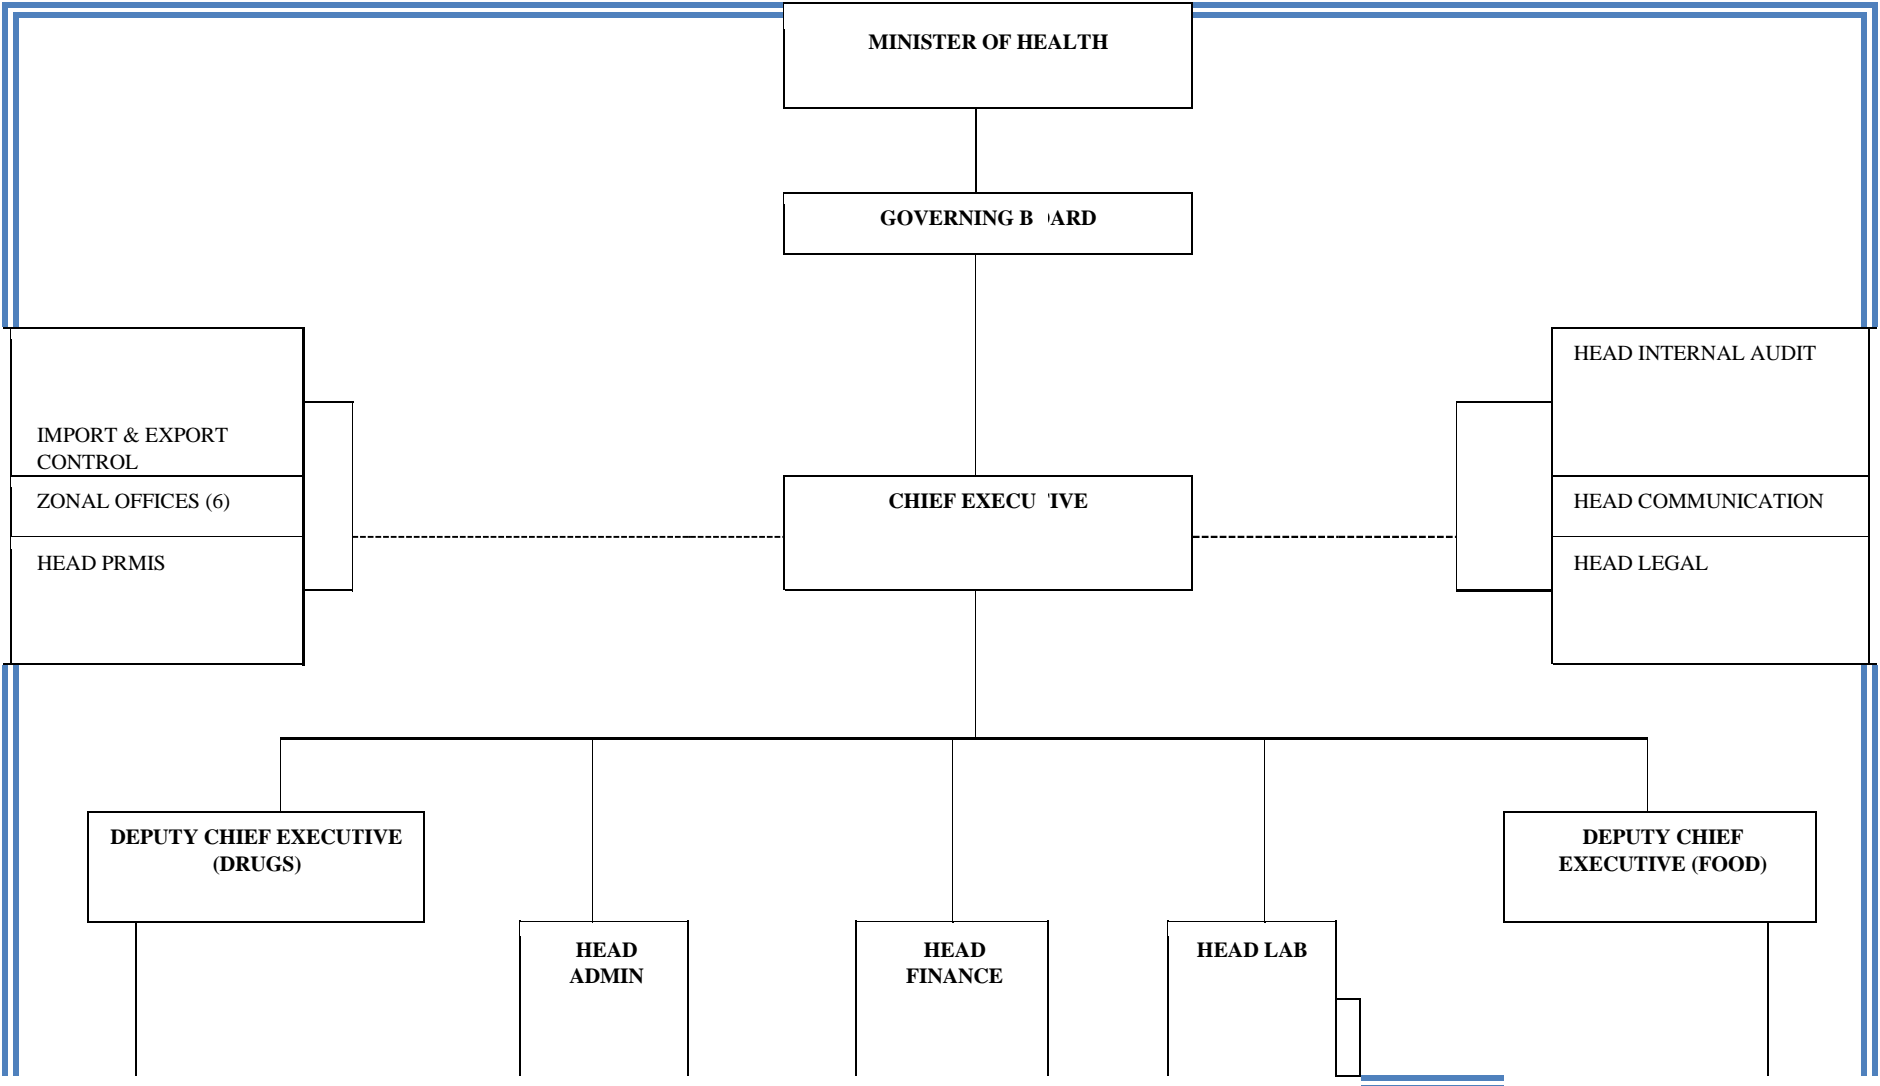 MINISTER OF HEALTH
GOVERNING B ARD
HEAD INTERNAL AUDIT
IMPORT & EXPORT
CONTROL
ZONAL OFFICES (6)
CHIEF EXECU IVE
HEAD COMMUNICATION
HEAD PRMIS
HEAD LEGAL
DEPUTY CHIEF EXECUTIVE
(DRUGS)
DEPUTY CHIEF
EXECUTIVE (FOOD)
HEAD
ADMIN
HEAD
FINANCE
HEAD LAB